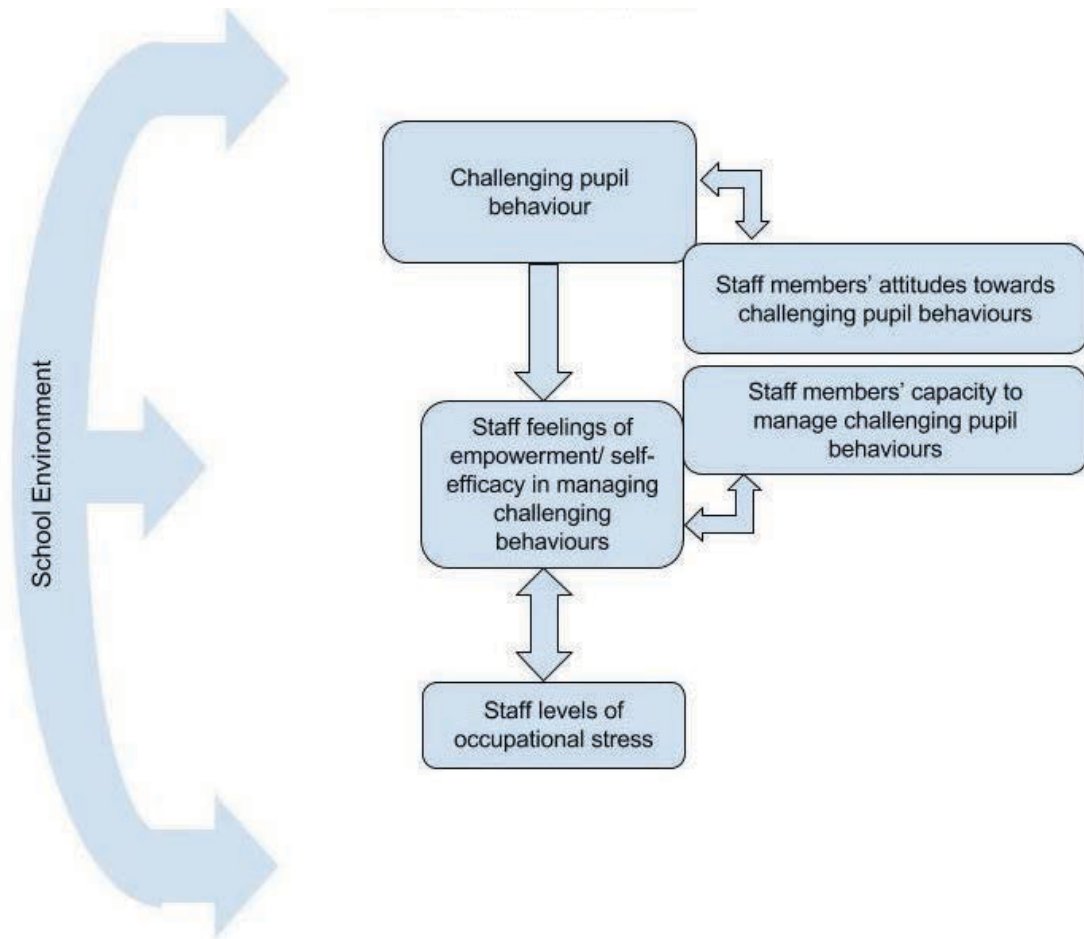 Challenging pupil
behaviour
Staff members’ attitudes towards
challenging pupil behaviours
Staff members’ capacity to
manage challenging pupil
behaviours
Staff feelings of
empowerment/ self-
efficacy in managing
challenging
behaviours
Staff levels of
occupational stress
School Environment